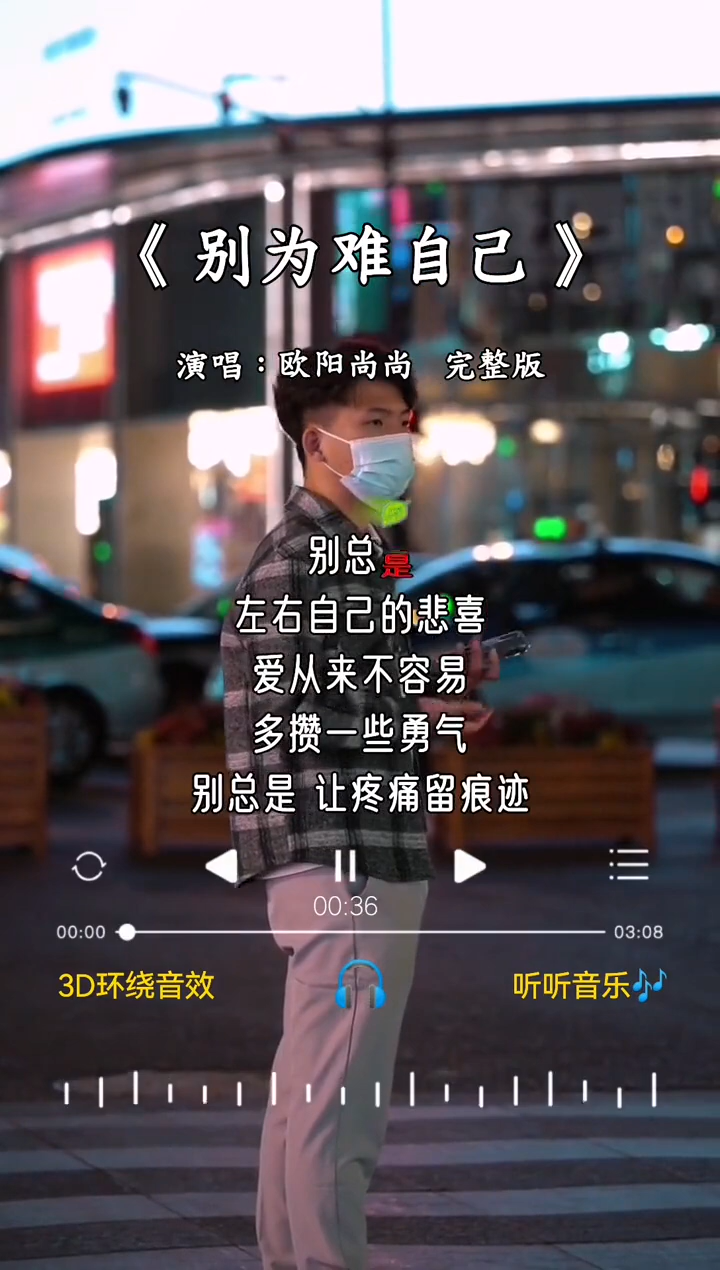 《别为难自己》
演唱：欧阳尚尚 完整版
别总是
左右自己的悲喜
爱从来不容易
多攒一些勇气
别总是 让疼痛留痕迹
00:36
00:00 03:08
3D环绕音效 听听音乐